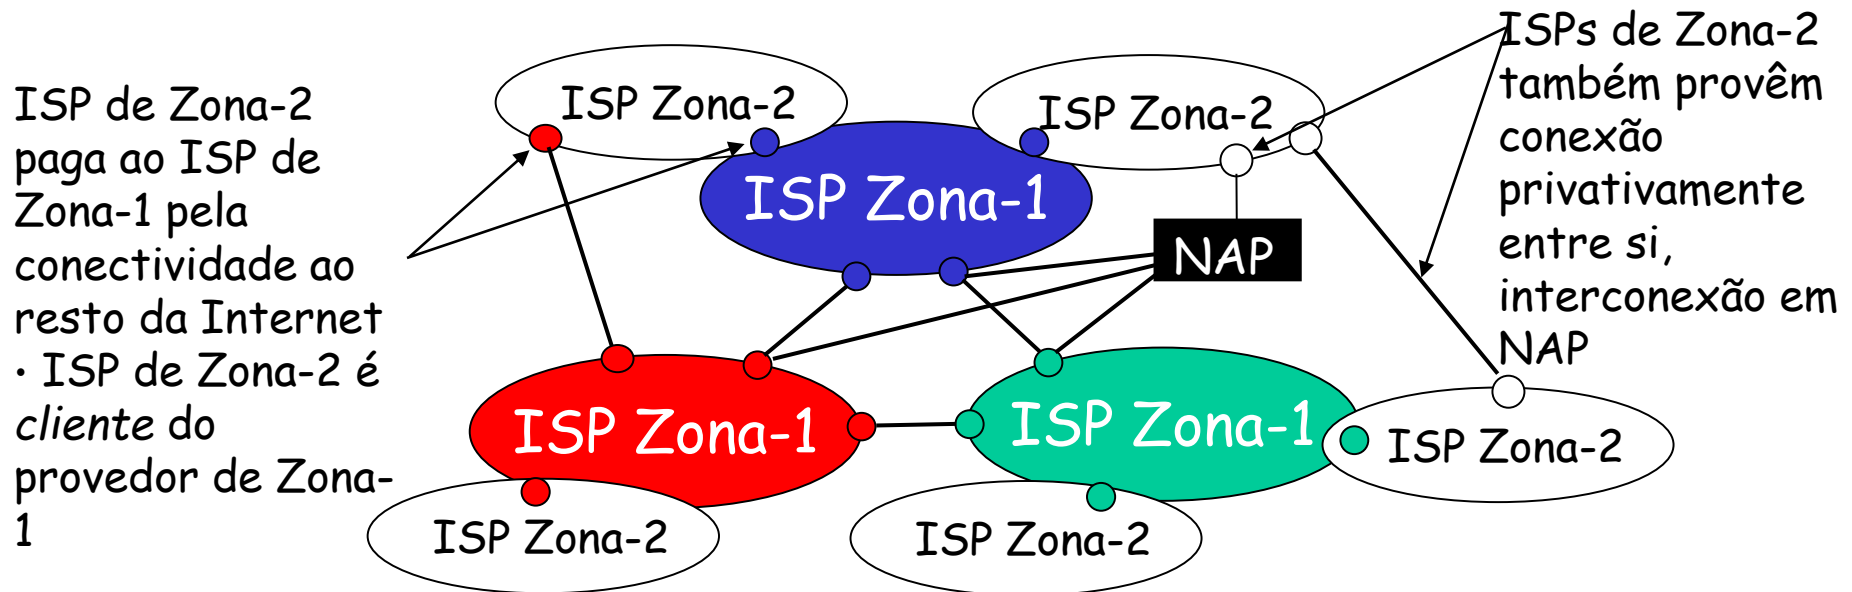 ISP de Zona-2
paga ao ISP de
Zona-1 pela
conectividade ao
resto da Internet
• ISP de Zona-2 é
cliente do
provedor de Zona-
1
ISP Zona-2
ISP Zona-2
ISP Zona-1
NAP
ISP Zona-1
ISP Zona-1
ISP Zona-2
ISP Zona-2
ISP Zona-2
ISPs de Zona-2
também provêm
conexão
privativamente
entre si,
interconexão em
NAP